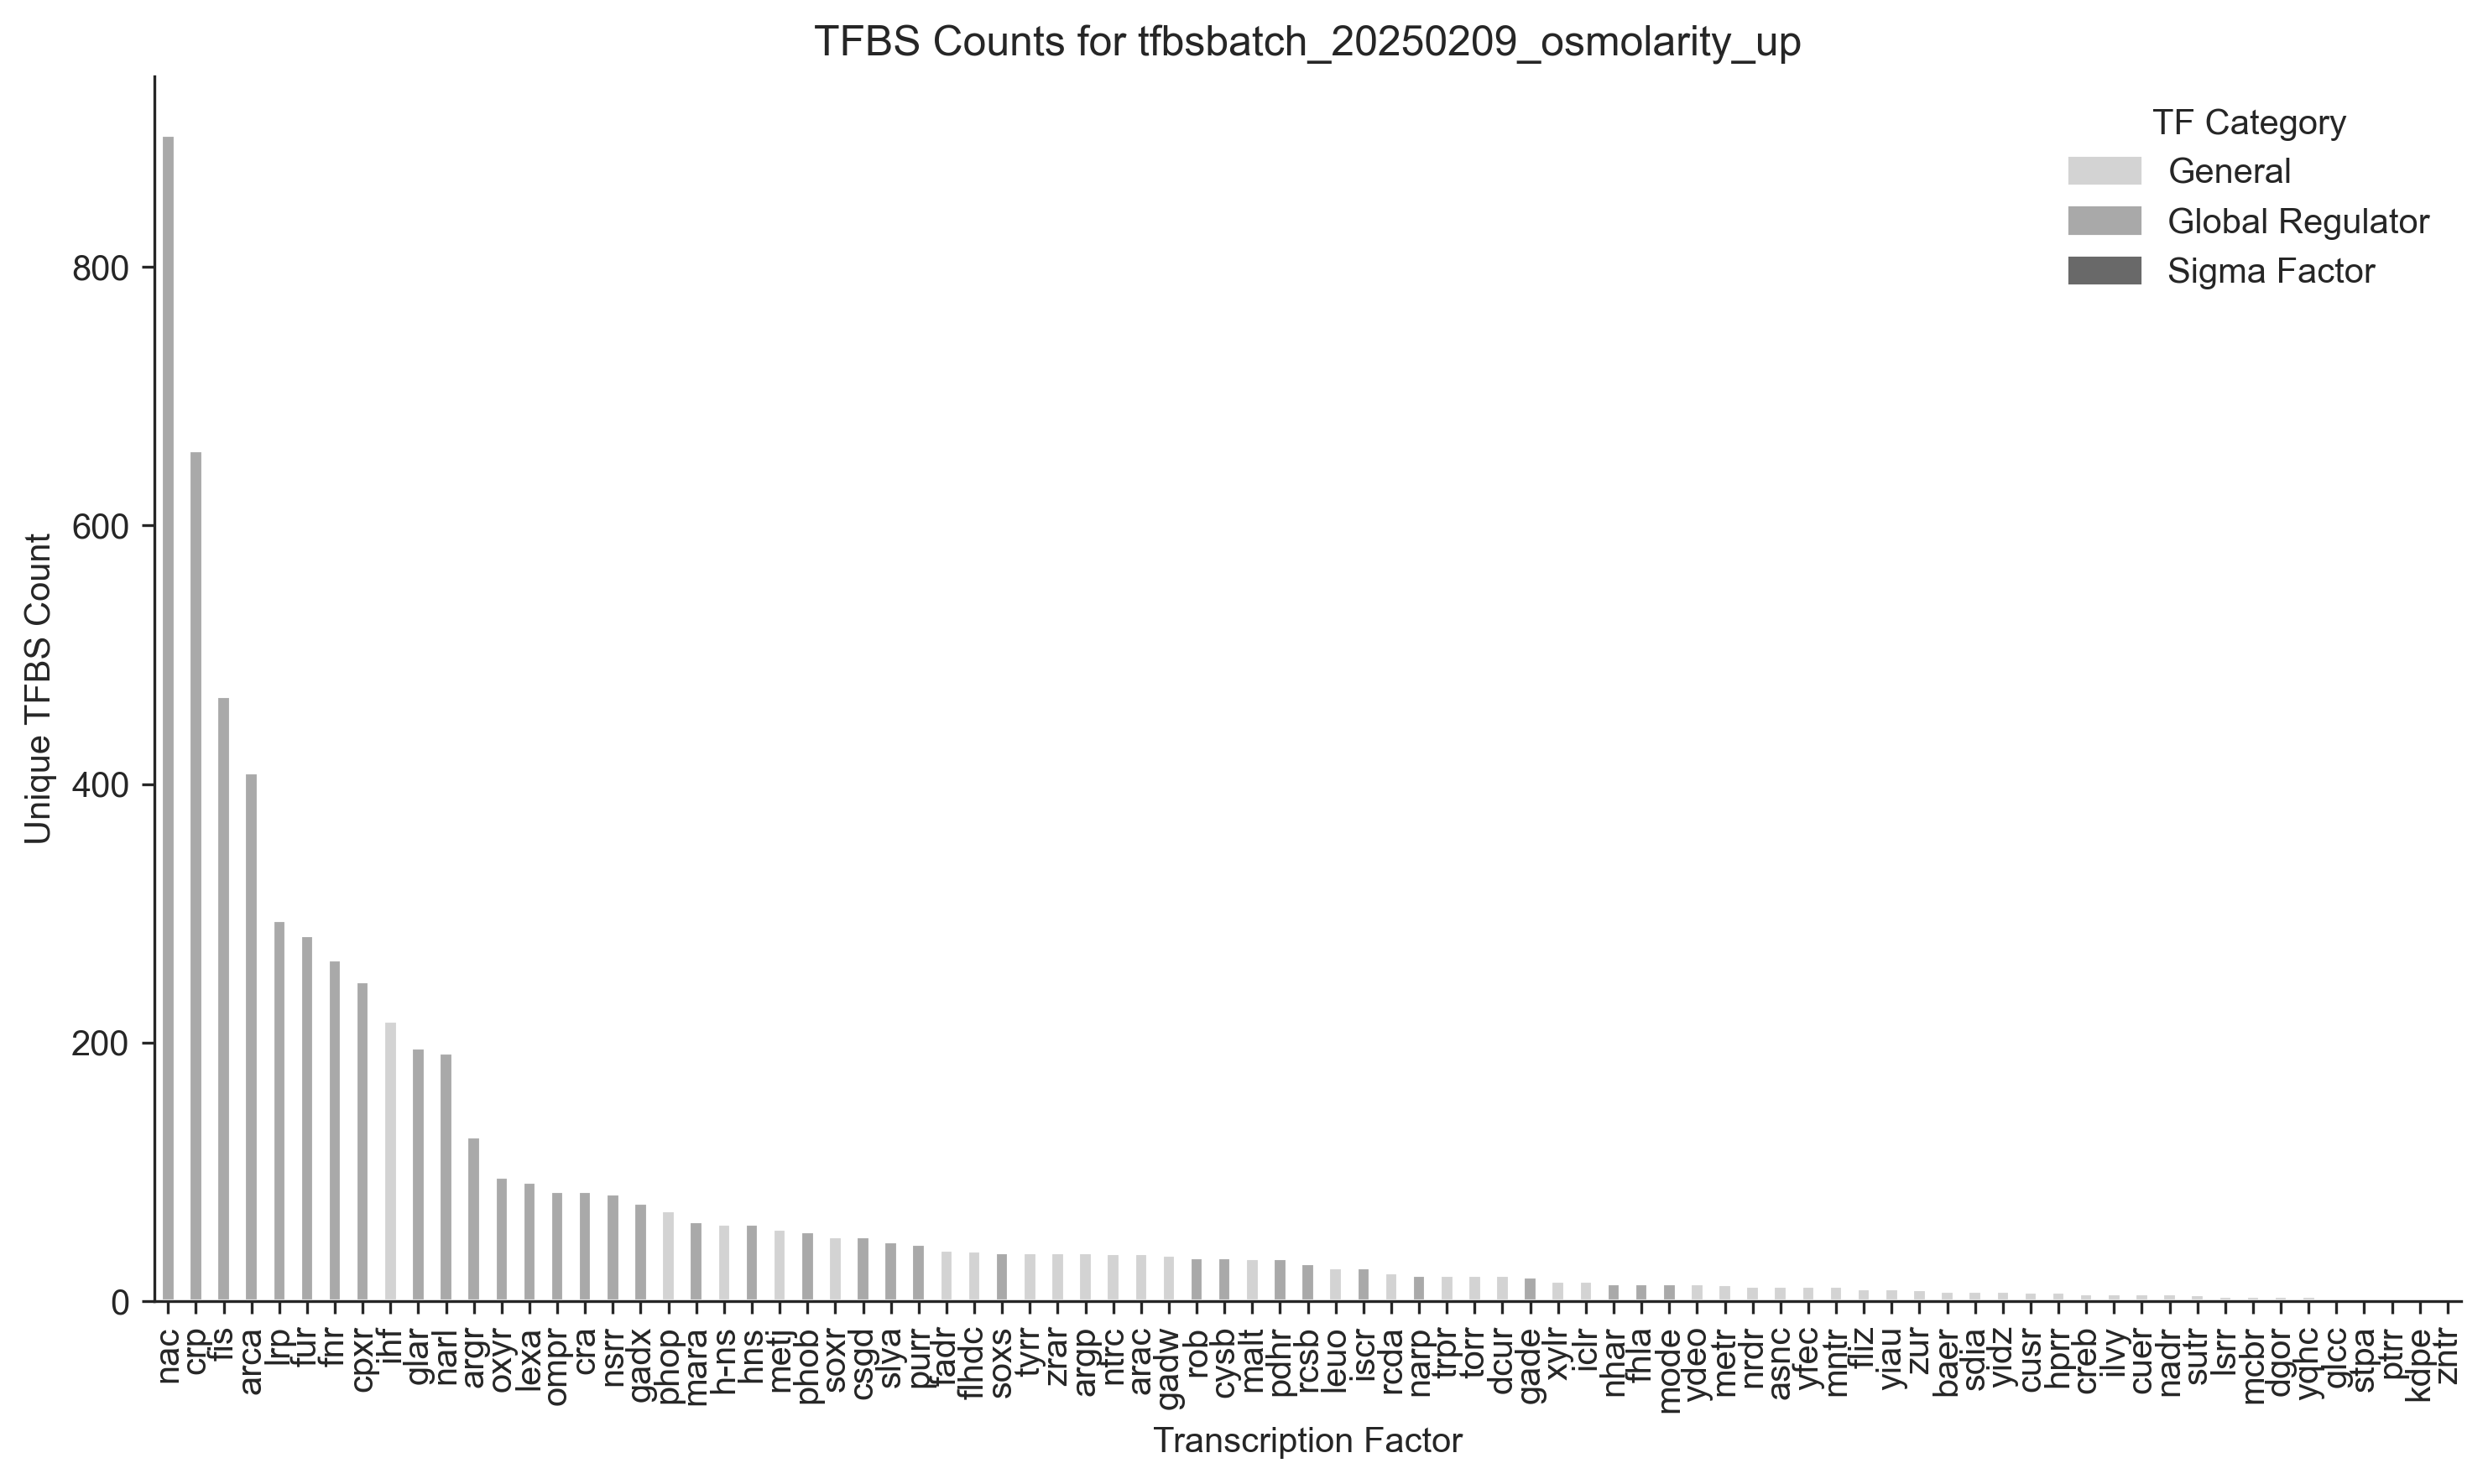 TFBS Counts for tfbsbatch_20250209_osmolarity_up
TF Category
General
Global Regulator
Sigma Factor
Unique TFBS Count
800
600
400
200
0
nac
crp
fis
arca
lrp
fur
fnr
cpxr
ihf
glar
narl
argr
oxyr
lexa
ompr
cra
nsrr
gadx
phop
mara
h-ns
hns
metj
phob
soxr
csgd
slya
purr
fadr
flhdc
soxs
tyrr
zrar
argp
ntrc
arac
gadw
rob
cysb
malt
pdhr
rcsb
leuo
iscr
rcda
narp
trpr
torr
dcur
gade
xylr
iclr
nhar
fhla
mode
ydeo
metr
nrdr
asnc
yfec
mntr
fliz
yiau
zur
baer
sdia
yidz
cusr
hprr
creb
ilvy
cuer
nadr
sutr
lsrr
mcbr
dgor
yqhc
glcc
stpa
ptrr
kdpe
zntr
Transcription Factor